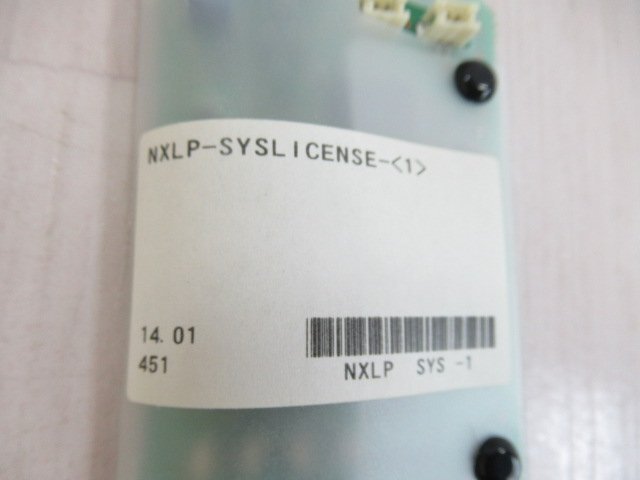 NXLP-SYSLICENSE-<1>
14.01
451
NXLP SYS -1